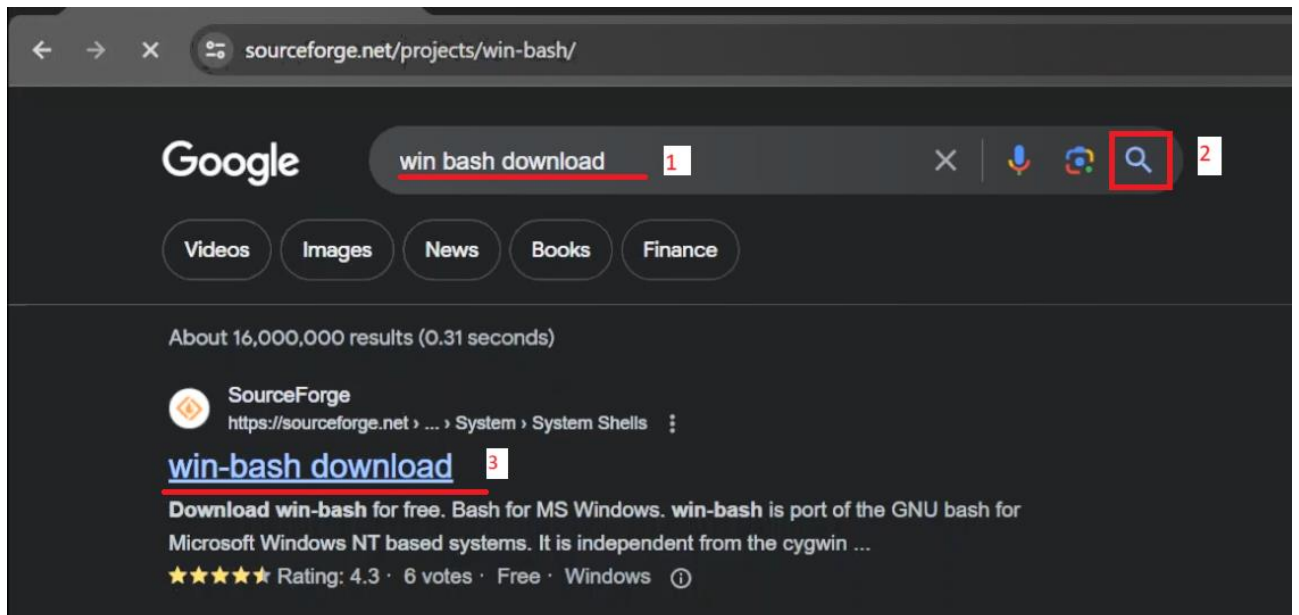 sourceforge.net/projects/win-bash/
Google win bash download 1 2
Videos Images News Books Finance
About 16,000,000 results (0.31 seconds)
SourceForge
https://sourceforge.net › ... › System › System Shells
win-bash download 3
Download win-bash for free. Bash for MS Windows. win-bash is part of the GNU bash for
Microsoft Windows NT based systems. It is independent from the cygwin ...
Rating: 4.3 · 6 votes · Free · Windows